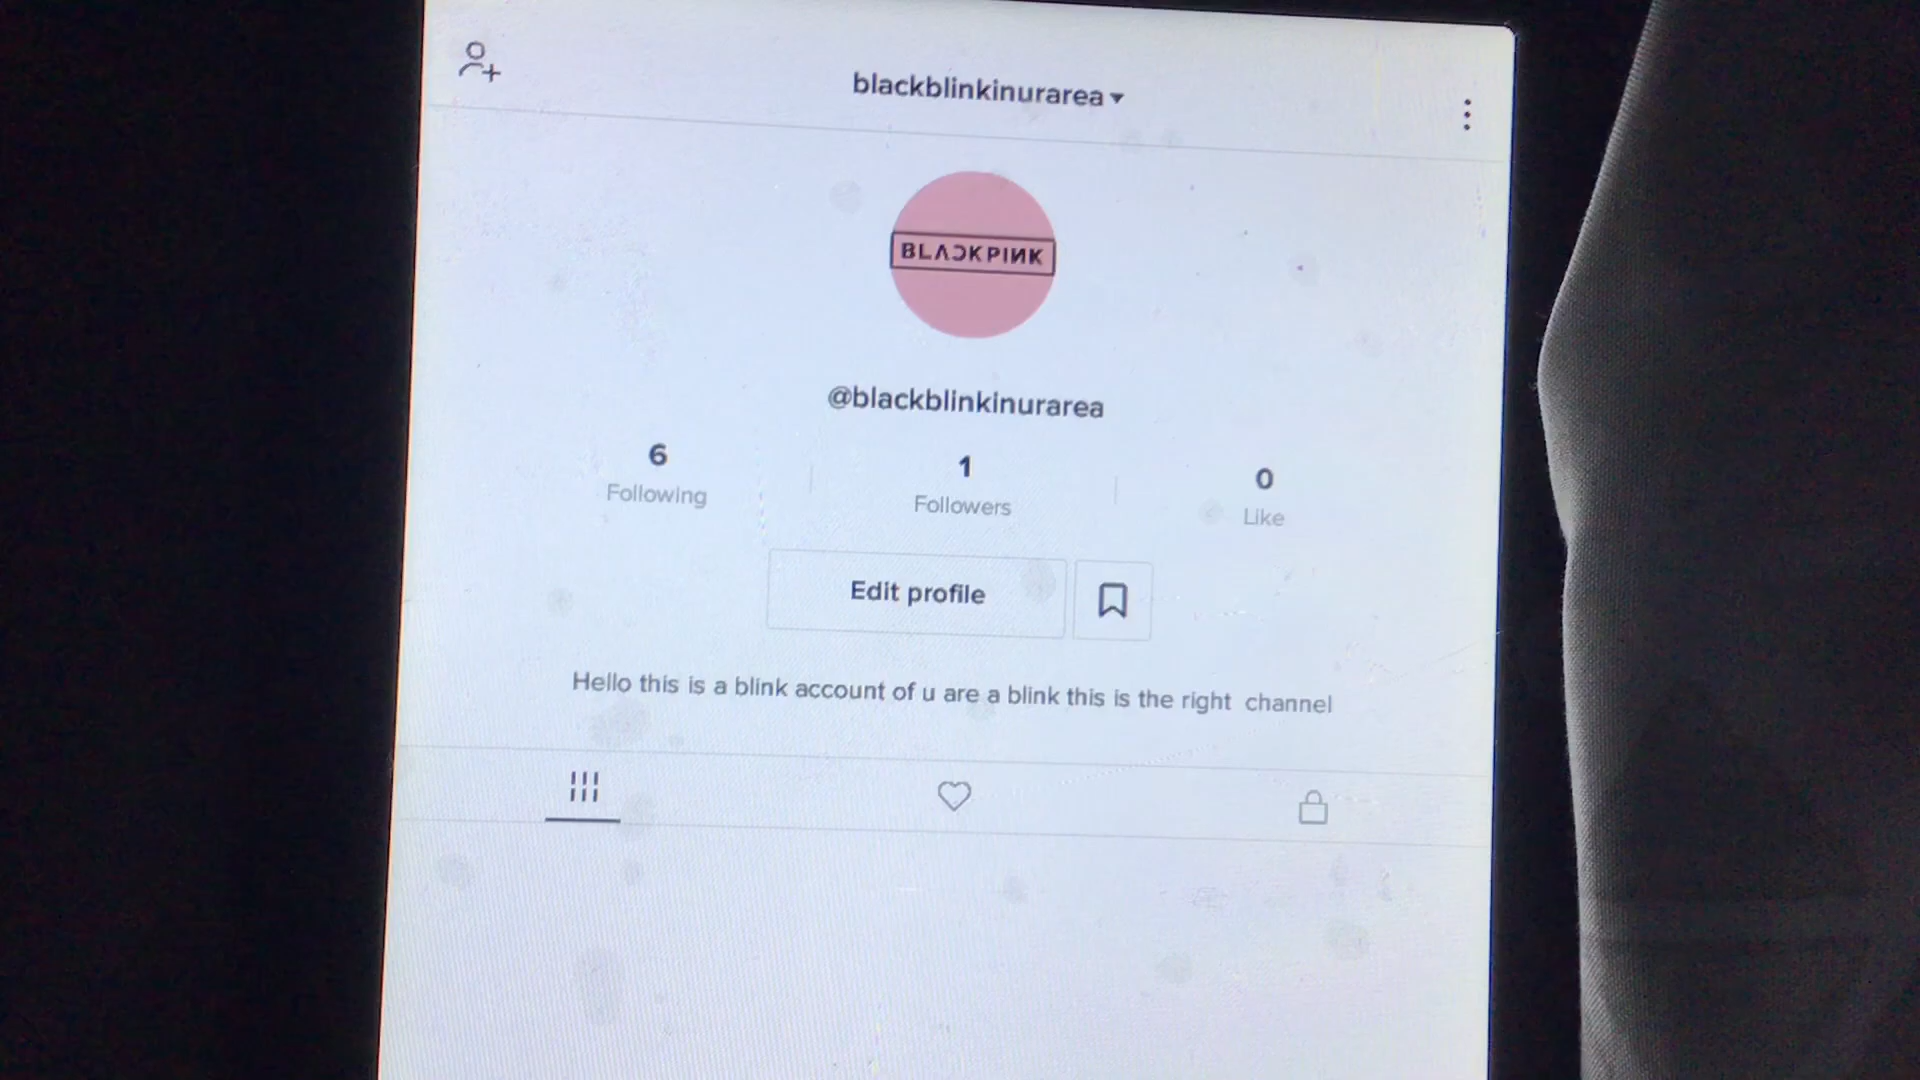 blackblinkinurarea
BLACKPINK
@blackblinkinurarea
6
Following
1
Followers
0
Like
Edit profile
Hello this is a blink account of u are a blink this is the right channel